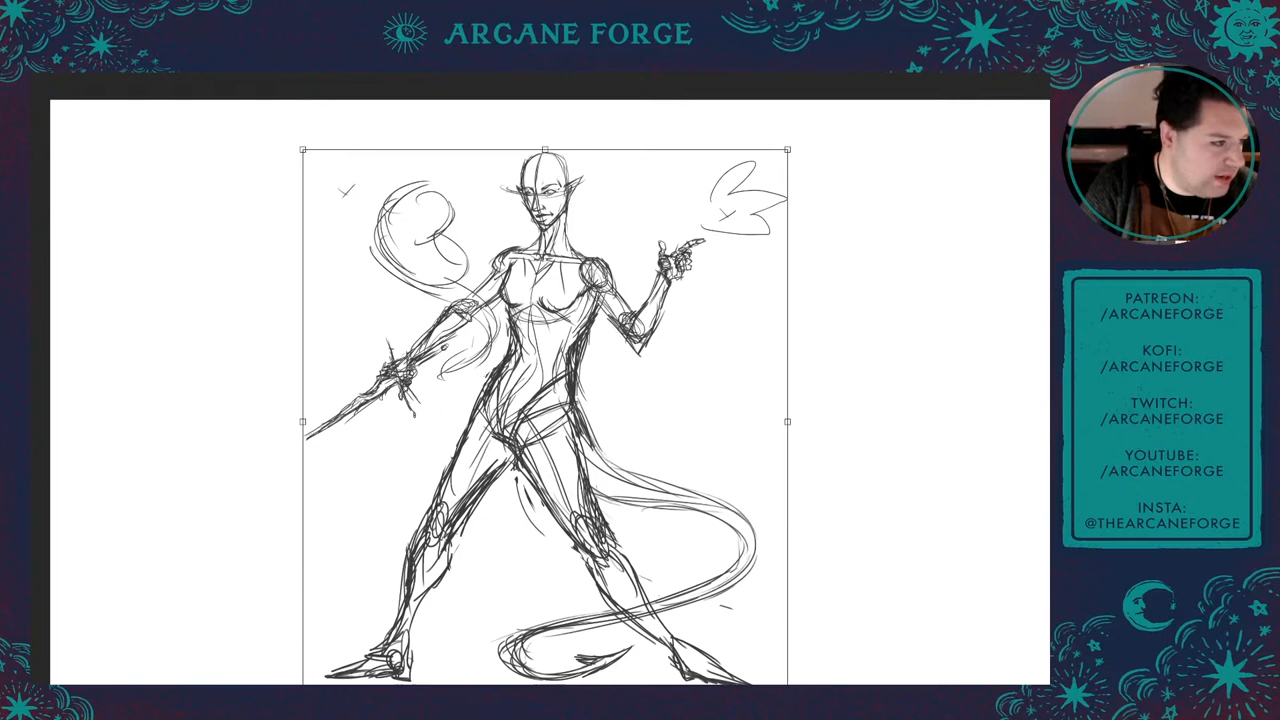 ARCANE FORGE
PATREON:
/ARCANEFORGE
KOFI:
/ARCANEFORGE
TWITCH:
/ARCANEFORGE
YOUTUBE:
/ARCANEFORGE
INSTA:
@THEARCANEFORGE